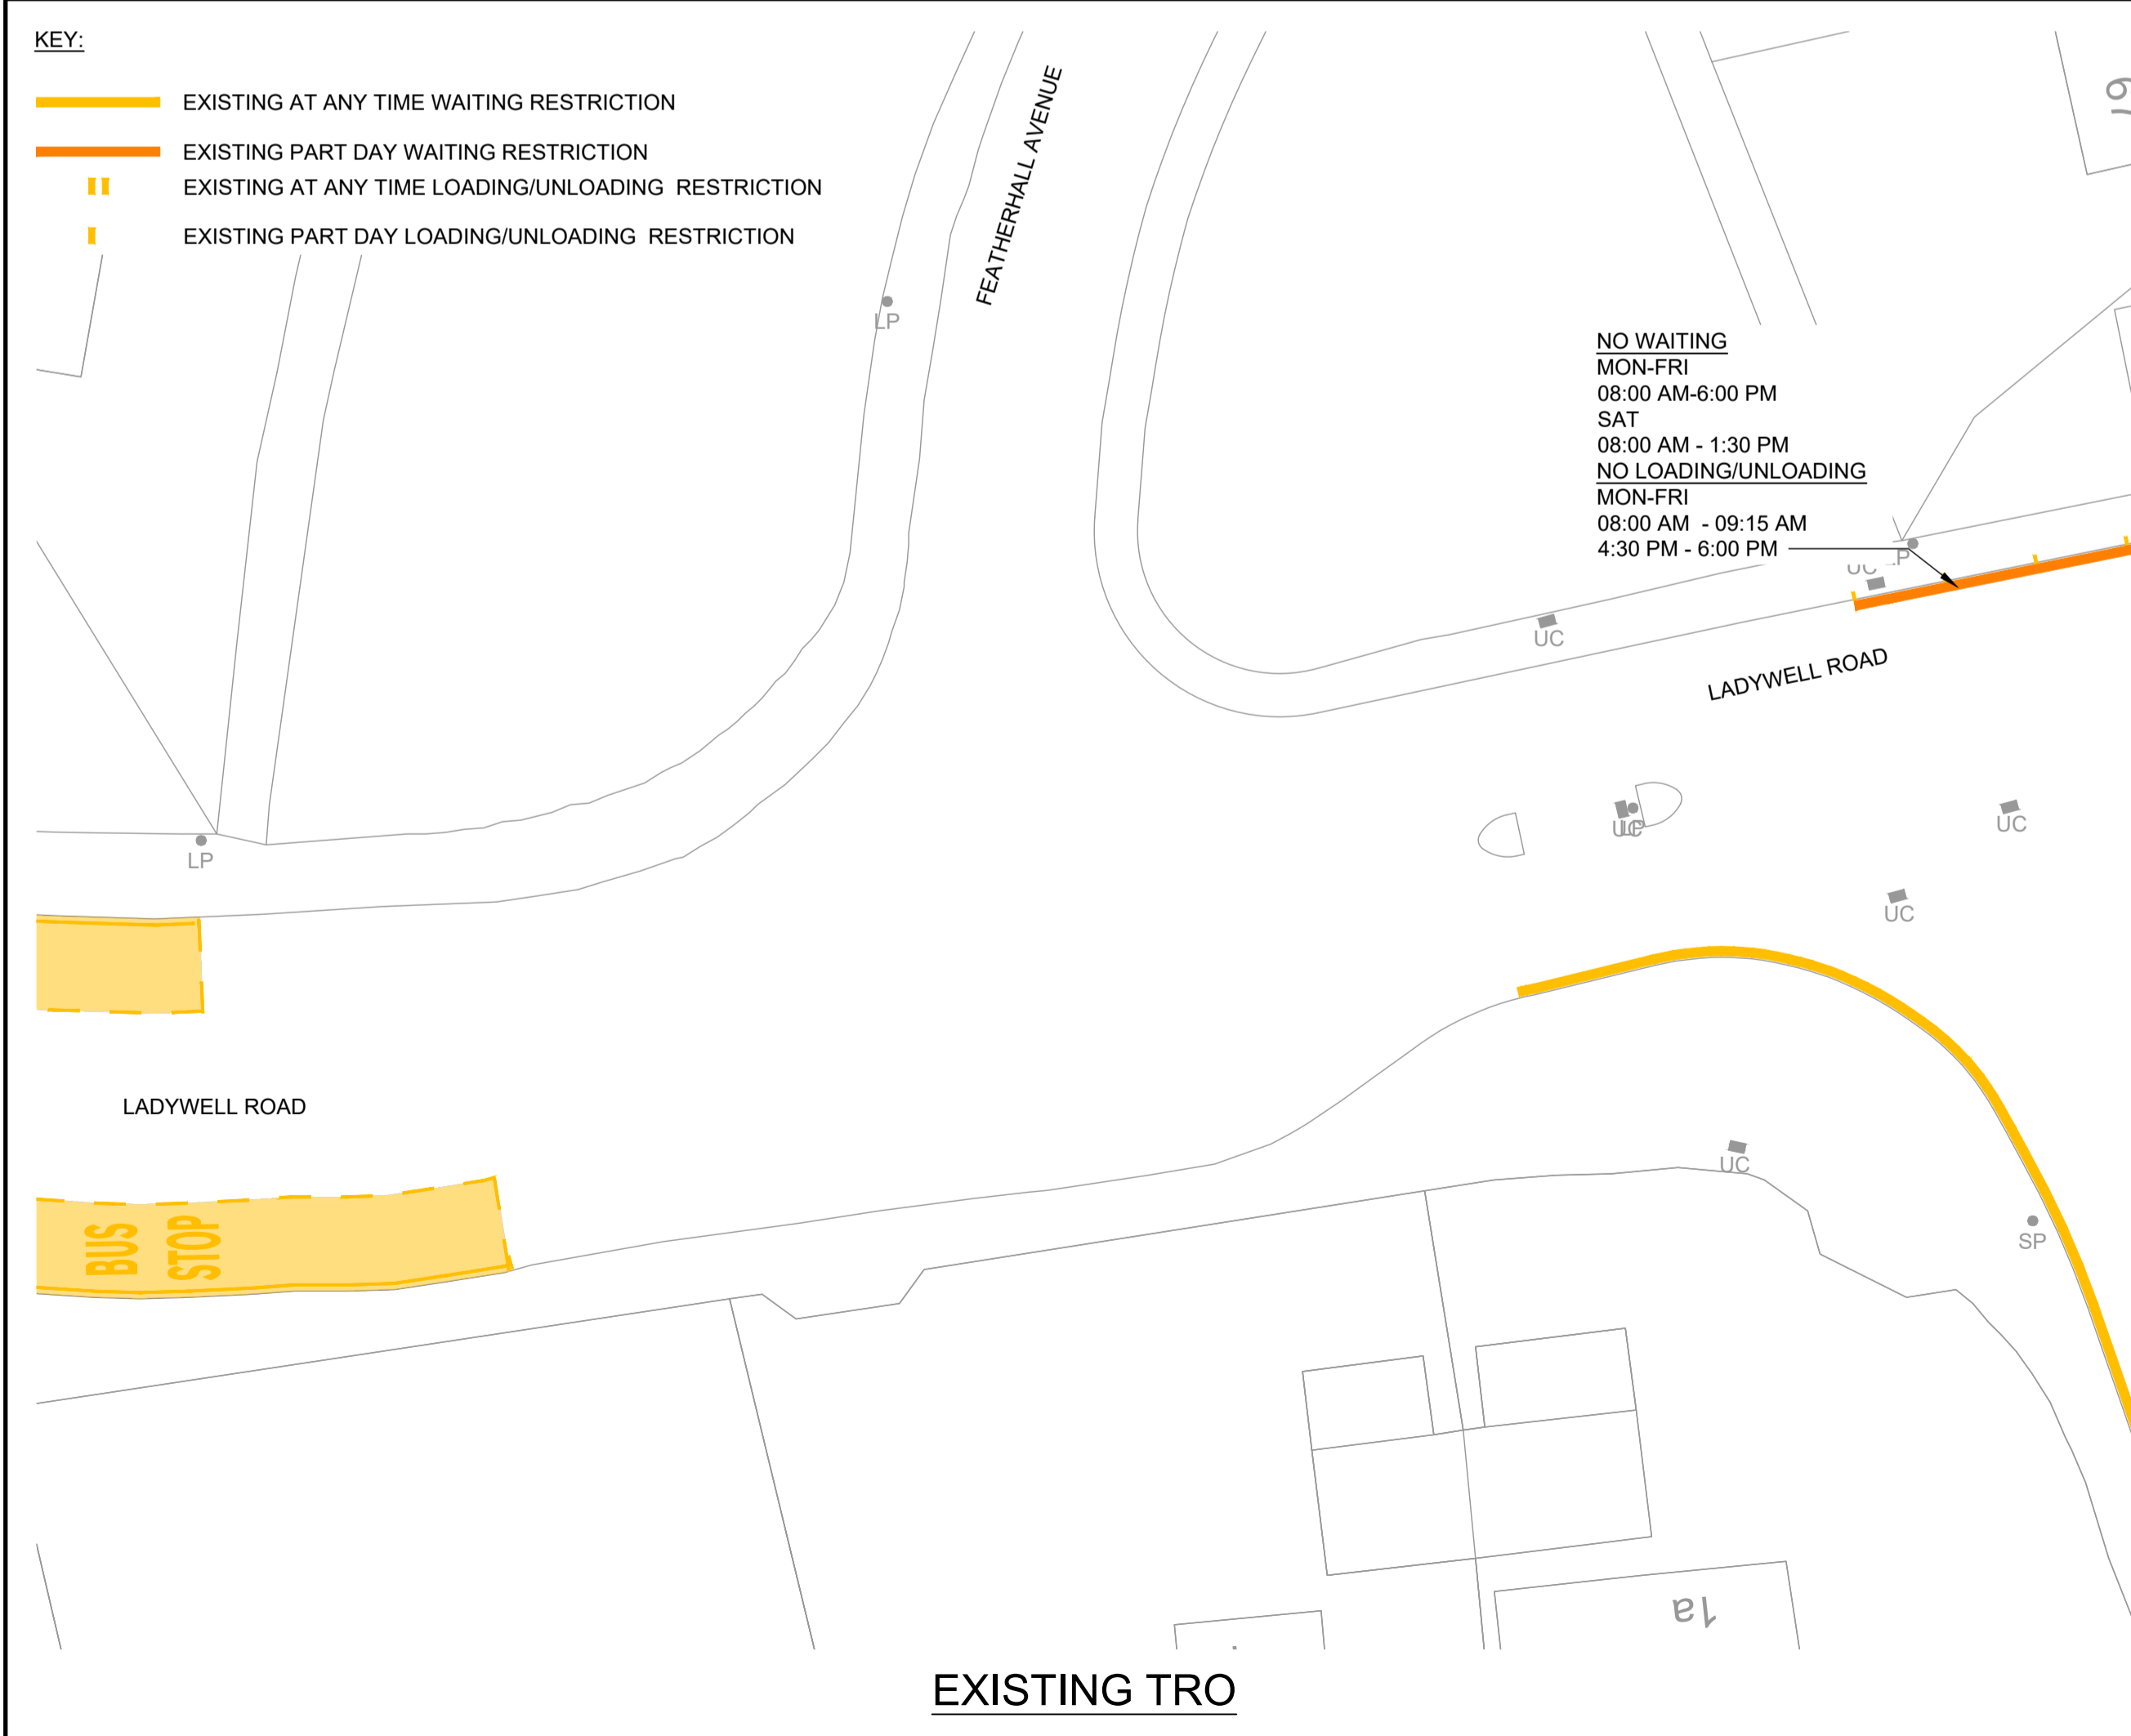 KEY:
EXISTING AT ANY TIME WAITING RESTRICTION
EXISTING PART DAY WAITING RESTRICTION
EXISTING AT ANY TIME LOADING/UNLOADING RESTRICTION
EXISTING PART DAY LOADING/UNLOADING RESTRICTION
FEATHERHALL AVENUE
LP
NO WAITING
MON-FRI
08:00 AM-6:00 PM
SAT
08:00 AM - 1:30 PM
NO LOADING/UNLOADING
MON-FRI
08:00 AM - 09:15 AM
4:30 PM - 6:00 PM
UC
UC
LADYWELL ROAD
UC
LP
UC
LP
UC
LADYWELL ROAD
BUS
STOP
UC
SP
1a
EXISTING TRO